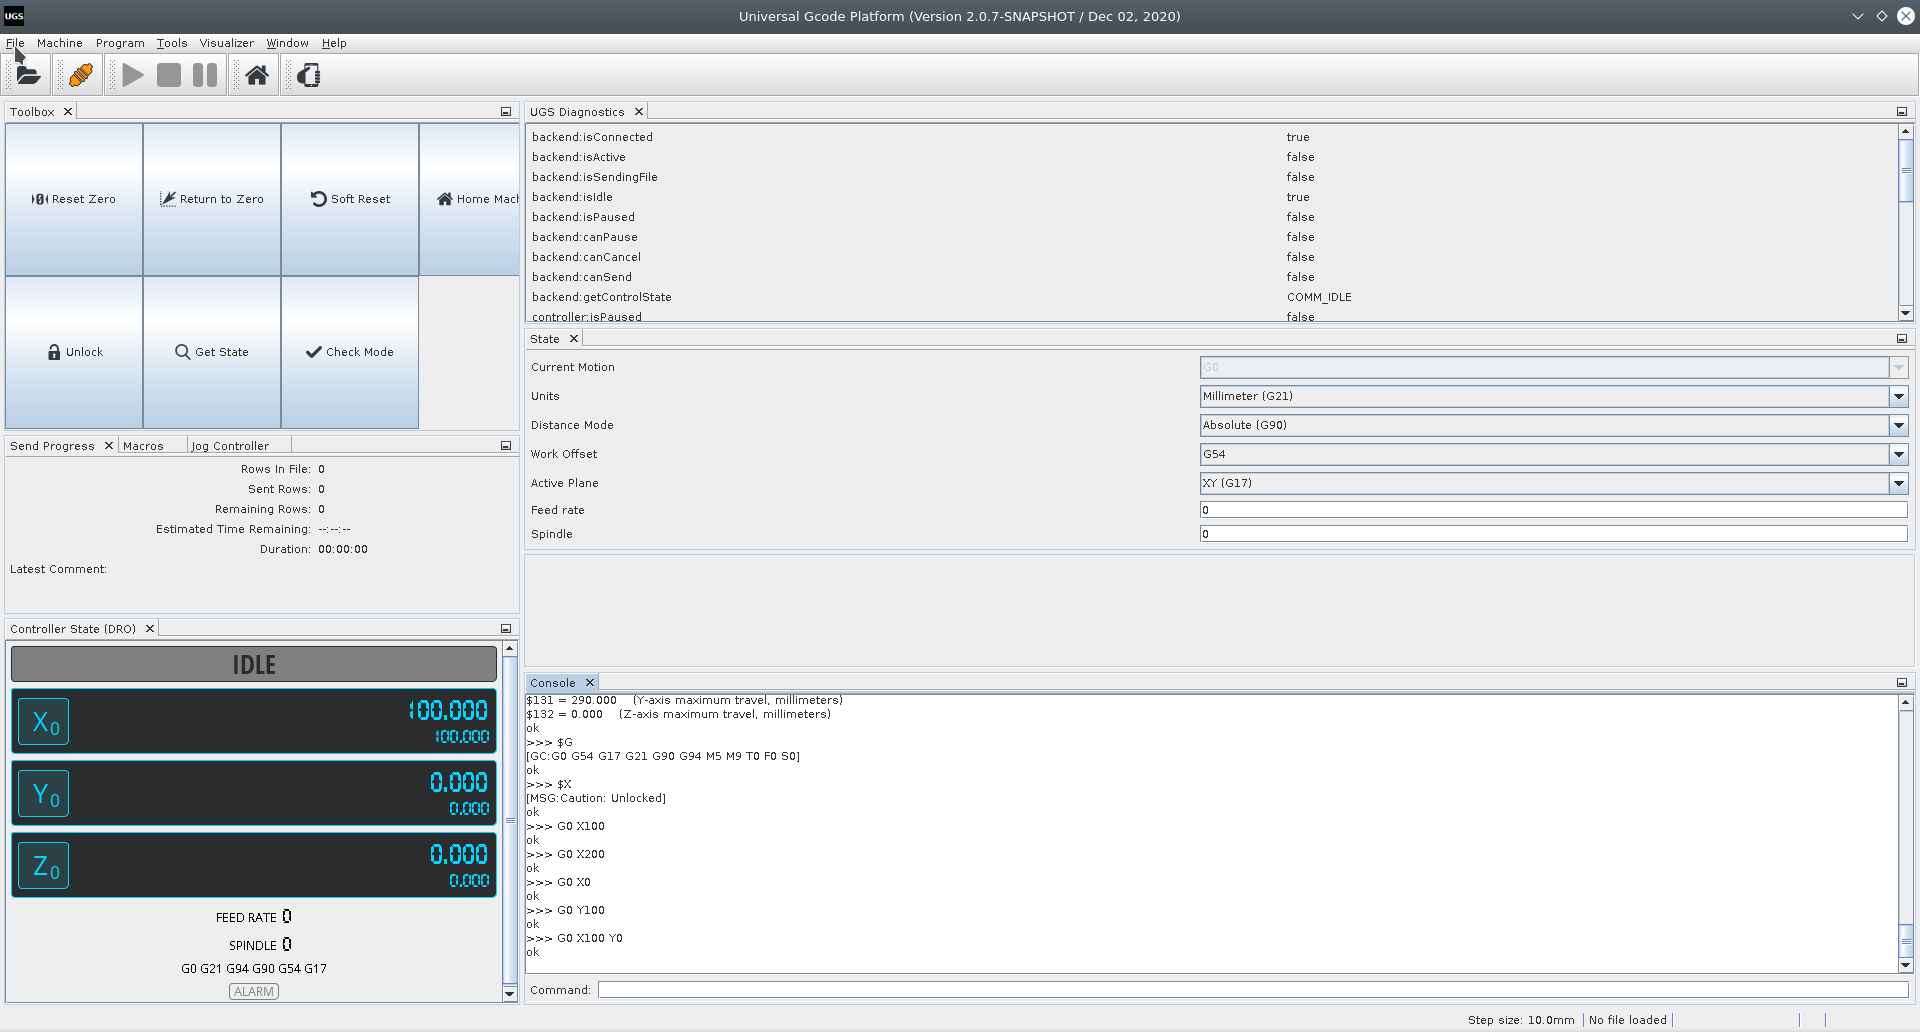 UGS
Universal Gcode Platform (Version 2.0.7-SNAPSHOT / Dec 02, 2020)
File Machine Program Tools Visualizer Window Help
Toolbox
Reset Zero
Return to Zero
Soft Reset
Home Mach
Unlock
Get State
Check Mode
Send Progress Macros Jog Controller
Rows In File: 0
Sent Rows: 0
Remaining Rows: 0
Estimated Time Remaining: --:--:--
Duration: 00:00:00
Latest Comment:
Controller State (DRO)
IDLE
X0 100.000
100.000
Y0 0.000
0.000
Z0 0.000
0.000
FEED RATE 0
SPINDLE 0
G0 G21 G94 G90 G54 G17
ALARM
UGS Diagnostics
backend:isConnected true
backend:isActive false
backend:isSendingFile false
backend:isIdle true
backend:isPaused false
backend:canPause false
backend:canCancel false
backend:canSend false
backend:getControlState COMM_IDLE
controller:isPaused false
State
Current Motion G0
Units Millimeter (G21)
Distance Mode Absolute (G90)
Work Offset G54
Active Plane XY (G17)
Feed rate 0
Spindle 0
Console
$131 = 290.000 (Y-axis maximum travel, millimeters)
$132 = 0.000 (Z-axis maximum travel, millimeters)
ok
>>> $G
[GC:G0 G54 G17 G21 G90 G94 M5 M9 T0 F0 S0]
ok
>>> $X
[MSG:Caution: Unlocked]
ok
>>> G0 X100
ok
>>> G0 X200
ok
>>> G0 X0
ok
>>> G0 Y100
ok
>>> G0 X100 Y0
ok
Command:
Step size: 10.0mm No file loaded